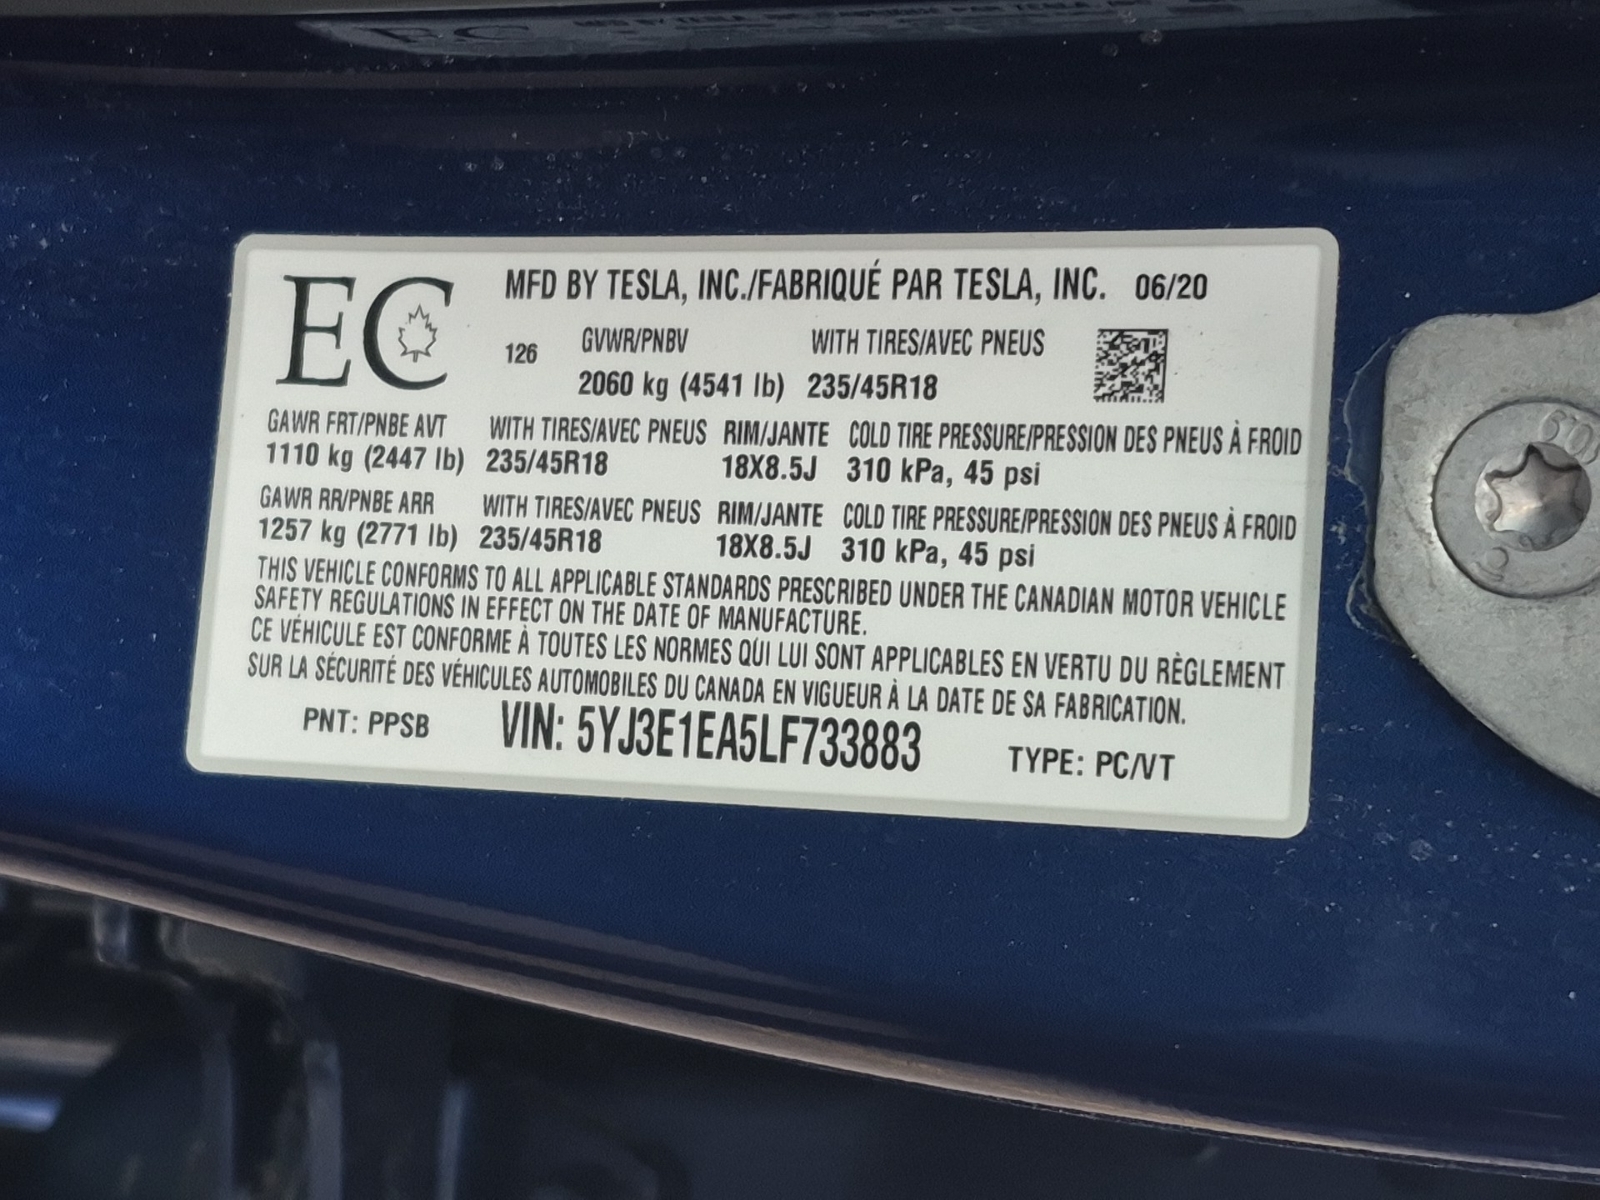 EC
MFD BY TESLA, INC./FABRIQUÉ PAR TESLA, INC. 06/20
126 GVWR/PNBV WITH TIRES/AVEC PNEUS
2060 kg (4541 lb) 235/45R18
GAWR FRT/PNBE AVT WITH TIRES/AVEC PNEUS RIM/JANTE COLD TIRE PRESSURE/PRESSION DES PNEUS À FROID
1110 kg (2447 lb) 235/45R18 18X8.5J 310 kPa, 45 psi
GAWR RR/PNBE ARR WITH TIRES/AVEC PNEUS RIM/JANTE COLD TIRE PRESSURE/PRESSION DES PNEUS À FROID
1257 kg (2771 lb) 235/45R18 18X8.5J 310 kPa, 45 psi
THIS VEHICLE CONFORMS TO ALL APPLICABLE STANDARDS PRESCRIBED UNDER THE CANADIAN MOTOR VEHICLE
SAFETY REGULATIONS IN EFFECT ON THE DATE OF MANUFACTURE.
CE VÉHICULE EST CONFORME À TOUTES LES NORMES QUI LUI SONT APPLICABLES EN VERTU DU RÈGLEMENT
SUR LA SÉCURITÉ DES VÉHICULES AUTOMOBILES DU CANADA EN VIGUEUR À LA DATE DE SA FABRICATION.
PNT: PPSB VIN: 5YJ3E1EA5LF733883 TYPE: PC/VT